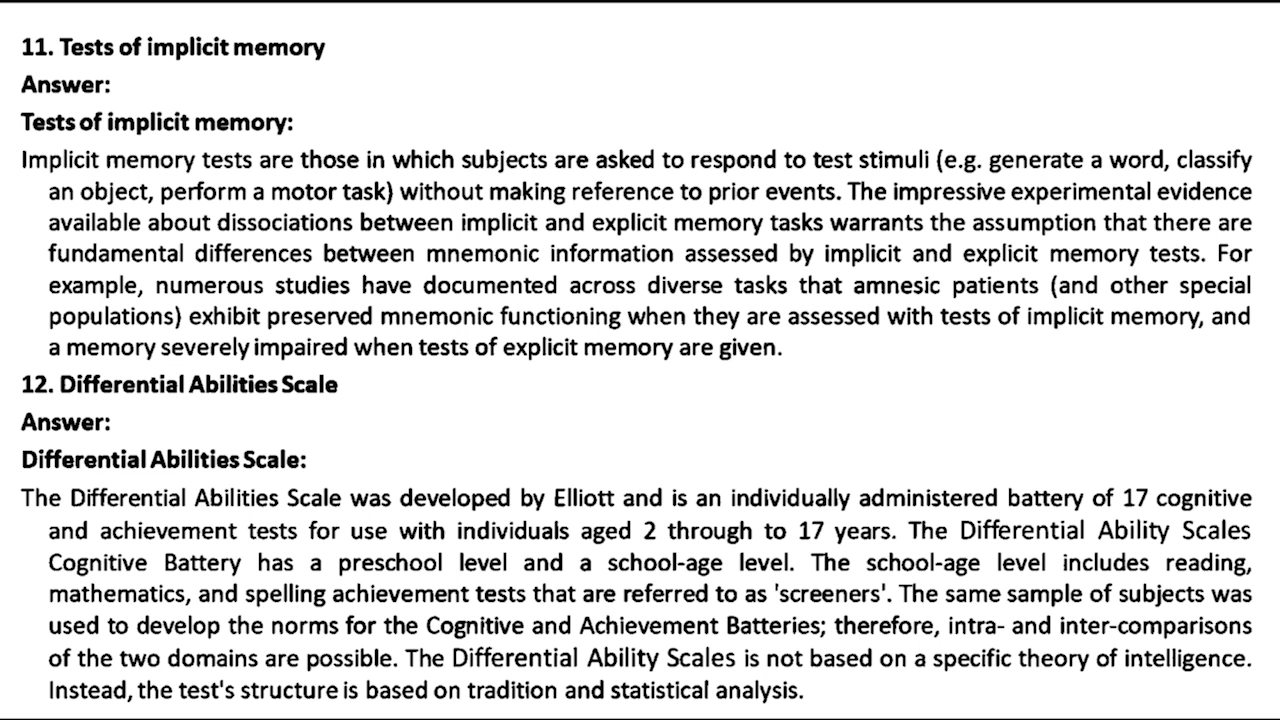 11. Tests of implicit memory
Answer:
Tests of implicit memory:
Implicit memory tests are those in which subjects are asked to respond to test stimuli (e.g. generate a word, classify
an object, perform a motor task) without making reference to prior events. The impressive experimental evidence
available about dissociations between implicit and explicit memory tasks warrants the assumption that there are
fundamental differences between mnemonic information assessed by implicit and explicit memory tests. For
example, numerous studies have documented across diverse tasks that amnesic patients (and other special
populations) exhibit preserved mnemonic functioning when they are assessed with tests of implicit memory, and
a memory severely impaired when tests of explicit memory are given.
12. Differential Abilities Scale
Answer:
Differential Abilities Scale:
The Differential Abilities Scale was developed by Elliott and is an individually administered battery of 17 cognitive
and achievement tests for use with individuals aged 2 through to 17 years. The Differential Ability Scales
Cognitive Battery has a preschool level and a school-age level. The school-age level includes reading,
mathematics, and spelling achievement tests that are referred to as 'screeners'. The same sample of subjects was
used to develop the norms for the Cognitive and Achievement Batteries; therefore, intra- and inter-comparisons
of the two domains are possible. The Differential Ability Scales is not based on a specific theory of intelligence.
Instead, the test's structure is based on tradition and statistical analysis.